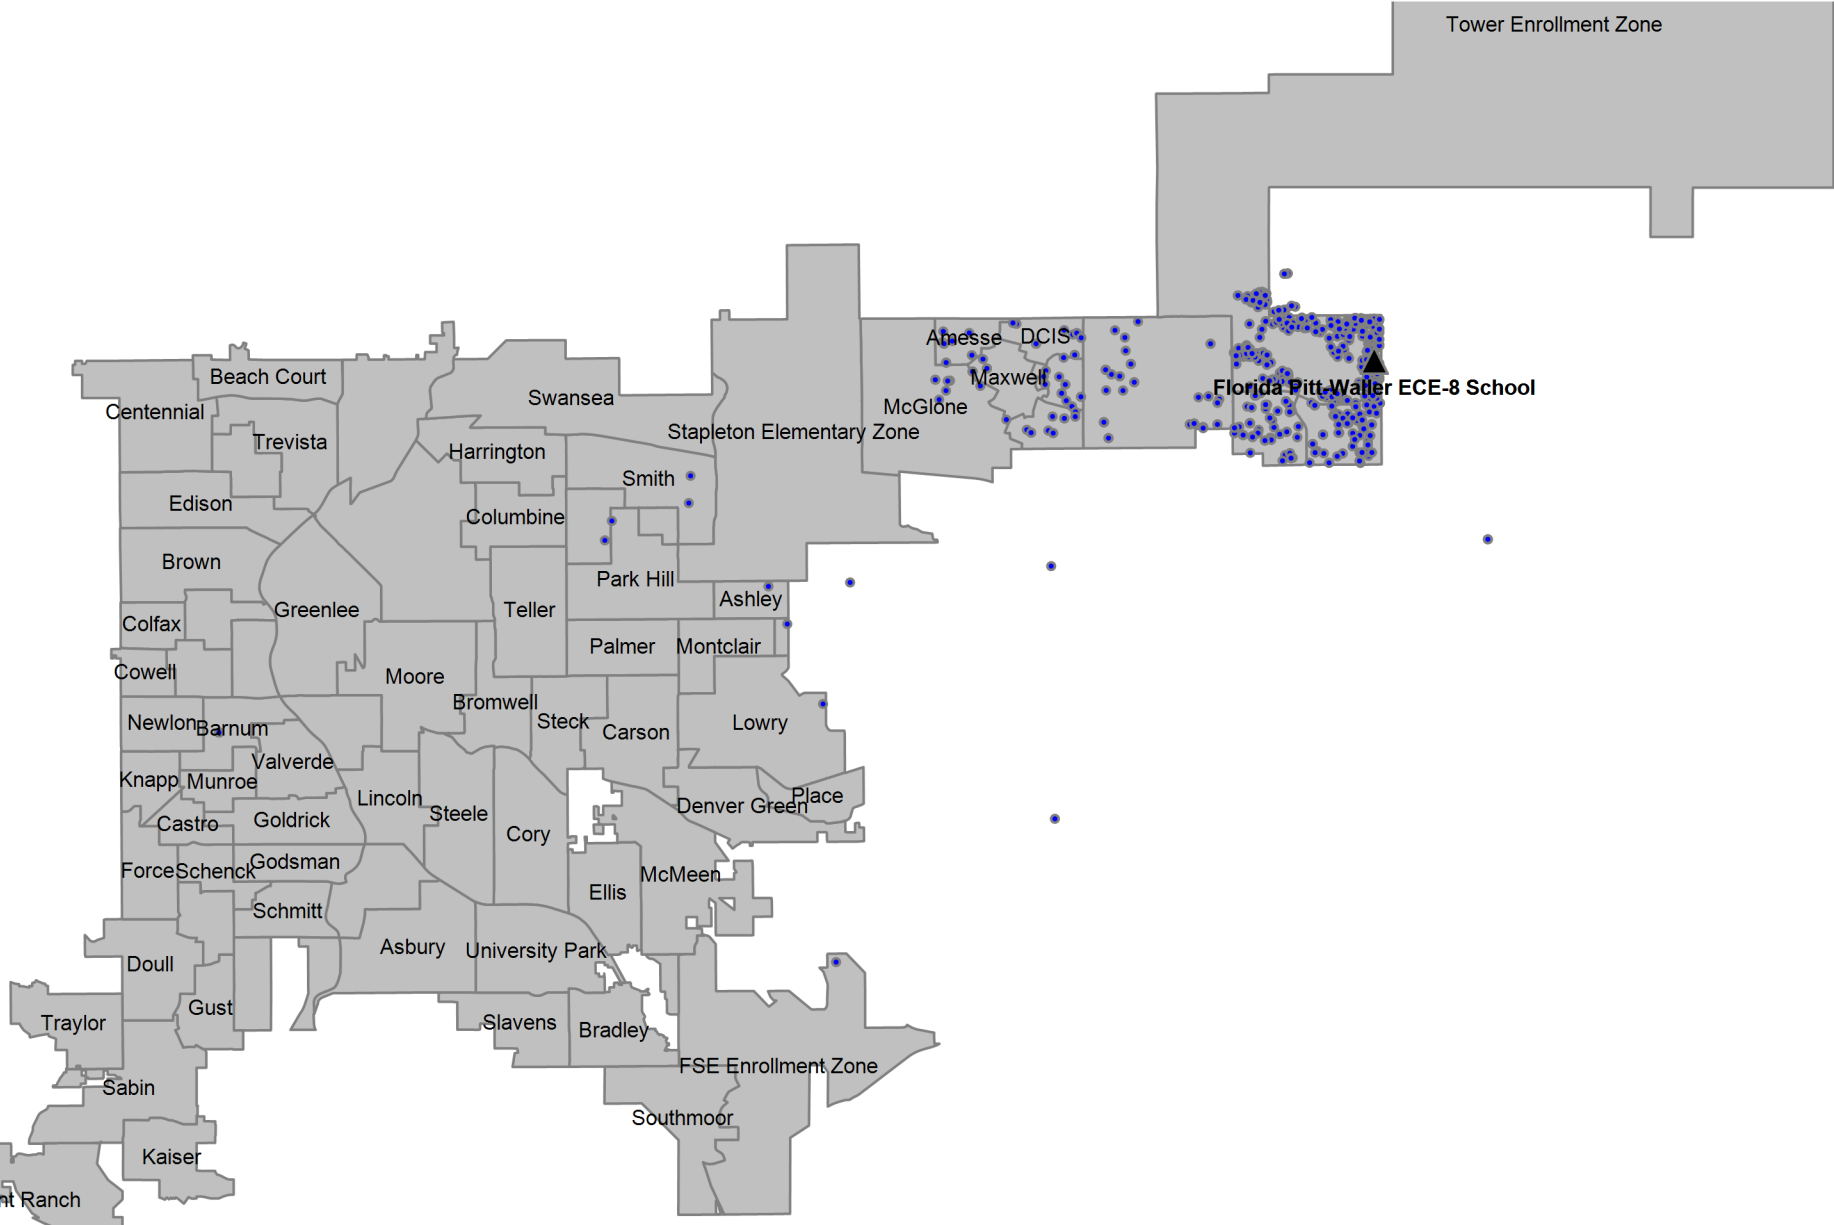 Tower Enrollment Zone
Amesse
DCIS
Beach Court
Maxwell
Florida Pitt-Waller ECE-8 School
Swansea
McGlone
Centennial
Stapleton Elementary Zone
Trevista
Harrington
Smith
Edison
Columbine
Brown
Park Hill
Ashley
Greenlee
Teller
Colfax
Palmer
Montclair
Cowell
Moore
Bromwell
Newlon
Barnum
Steck
Carson
Lowry
Valverde
Knapp
Munroe
Lincoln
Place
Denver Green
Steele
Castro
Goldrick
Cory
Godsman
Force
Schenck
McMeen
Ellis
Schmitt
Asbury
University Park
Doull
Gust
Traylor
Slavens
Bradley
FSE Enrollment Zone
Sabin
Southmoor
Kaiser
nt Ranch